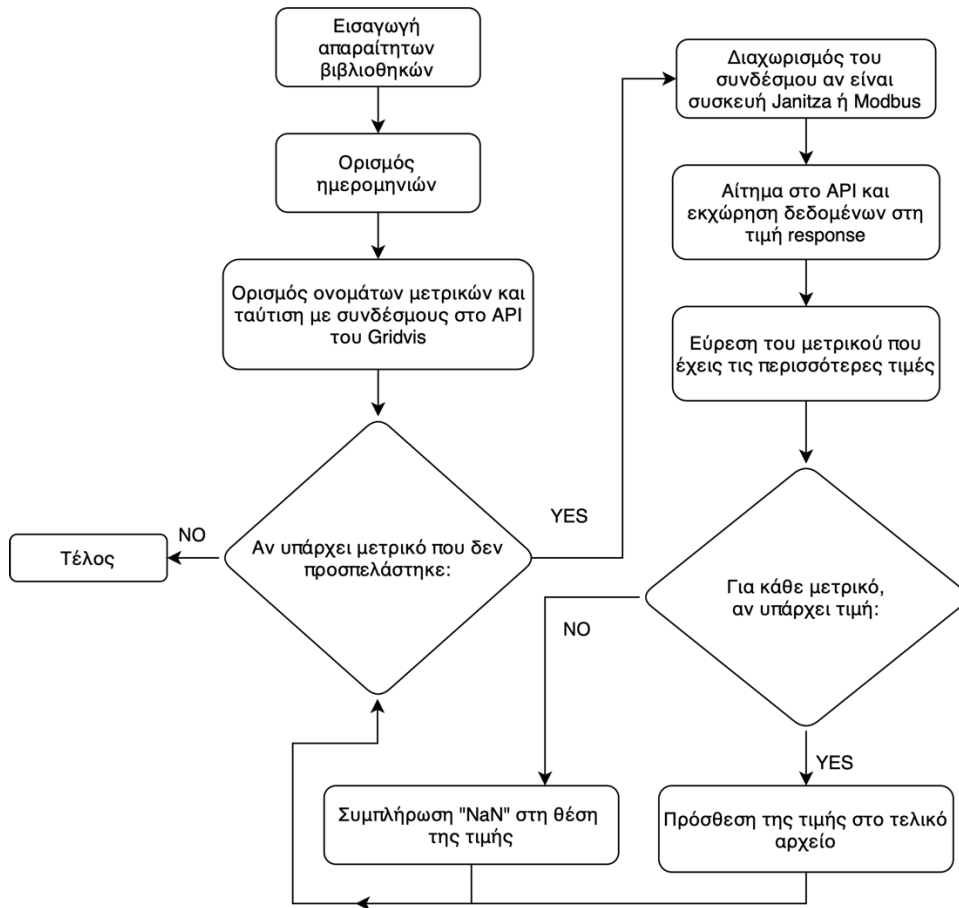 Εισαγωγή
απαραίτητων
βιβλιοθηκών
Ορισμός
ημερομηνιών
Ορισμός ονομάτων μετρικών και
ταύτιση με συνδέσμους στο API
του Gridvis
Αν υπάρχει μετρικό που δεν
προσπελάστηκε:
NO
Τέλος
YES
Διαχωρισμός του
συνδέσμου αν είναι
συσκευή Janitza ή Modbus
Αίτημα στο API και
εκχώρηση δεδομένων στη
τιμή response
Εύρεση του μετρικού που
έχεις τις περισσότερες τιμές
Για κάθε μετρικό,
αν υπάρχει τιμή:
NO
Συμπλήρωση "NaN" στη θέση
της τιμής
YES
Πρόσθεση της τιμής στο τελικό
αρχείο